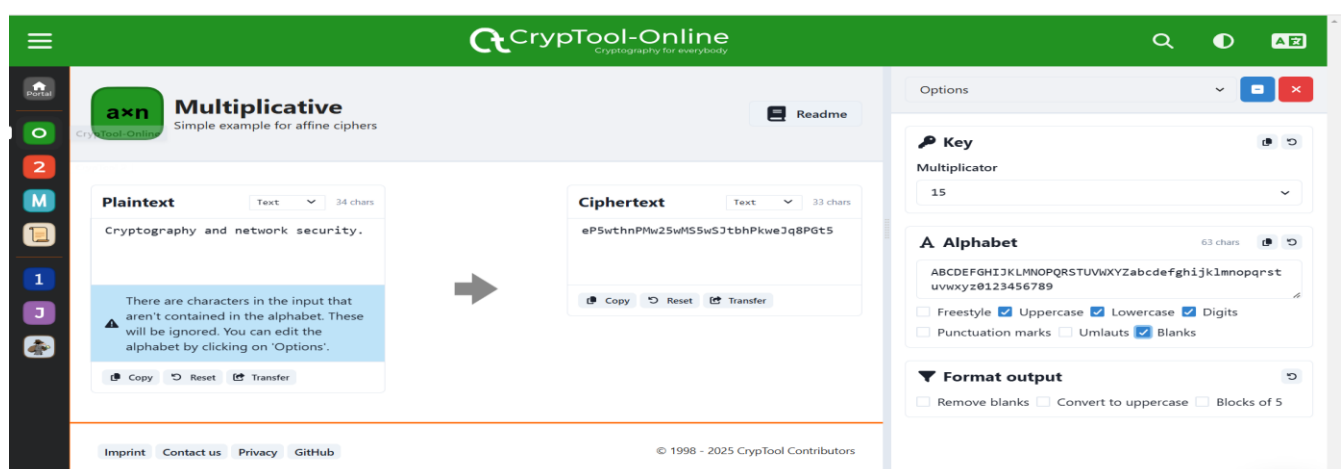 CrypTool-Online
Cryptography for everybody
A
Portal
a×n
Multiplicative
Simple example for affine ciphers
CrypTool-Online
Readme
2
M
1
J
Plaintext
Text
34 chars
Cryptography and network security.
There are characters in the input that
aren't contained in the alphabet. These
will be ignored. You can edit the
alphabet by clicking on 'Options'.
Copy Reset Transfer
Ciphertext
Text
33 chars
eP5wthnPMw25wMS5wSJtbhPkweJq8PGt5
Copy Reset Transfer
Options
Key
Multiplicator
15
Alphabet
63 chars
ABCDEFGHIJKLMNOPQRSTUVWXYZabcdefghijklmnopqrst
uvwxyz0123456789
Freestyle Uppercase Lowercase Digits
Punctuation marks Umlauts Blanks
Format output
Remove blanks Convert to uppercase Blocks of 5
Imprint Contact us Privacy GitHub
© 1998 - 2025 CrypTool Contributors